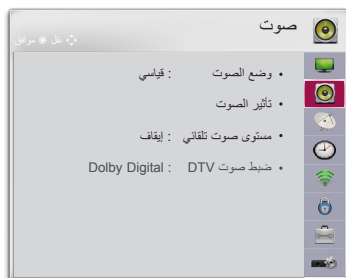 صوت
نقل موافق
• وضع الصوت : قياسي
• تأثير الصوت
• مستوى صوت تلقائي : إيقاف
• ضبط صوت DTV : Dolby Digital